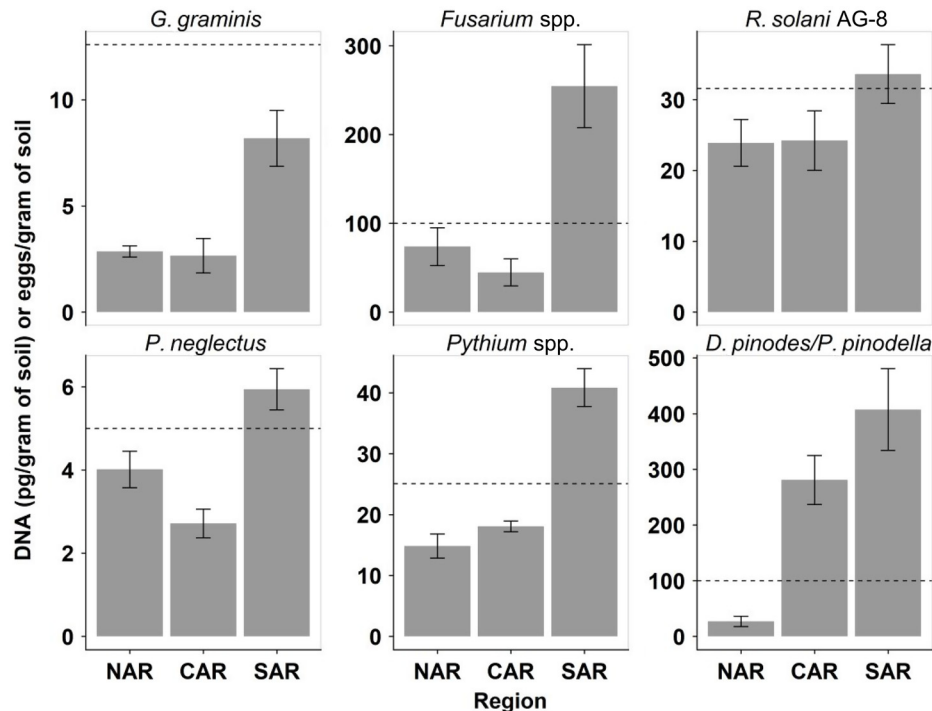 G. graminis
Fusarium spp.
R. solani AG-8
10
5
0
300
200
100
0
30
20
10
0
DNA (pg/gram of soil) or eggs/gram of soil
P. neglectus
Pythium spp.
D. pinodes/P. pinodella
6
4
2
0
40
30
20
10
0
500
400
300
200
100
0
NAR CAR SAR
NAR CAR SAR
NAR CAR SAR
Region